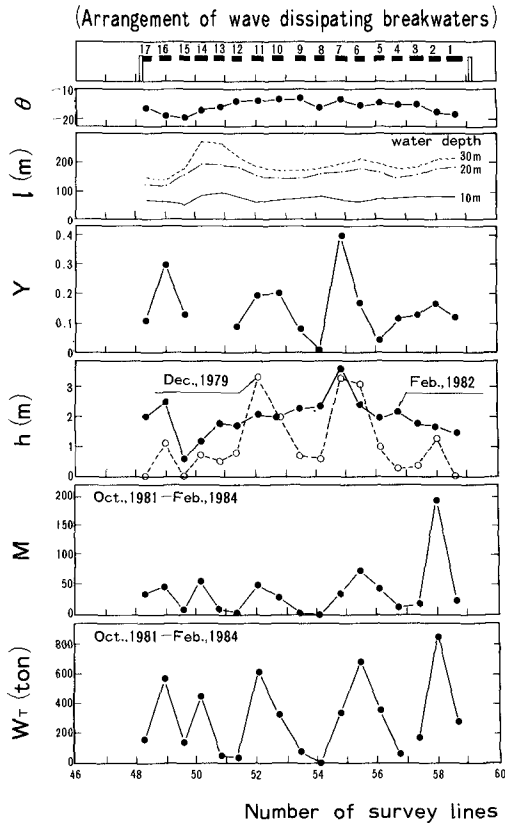 (Arrangement of wave dissipating breakwaters)
17 16 15 14 13 12 11 10 9 8 7 6 5 4 3 2 1
θ
-10
-20
l (m)
200
100
0
water depth
30m
20m
10m
Y
0.4
0.3
0.2
0.1
0
h (m)
3
2
1
0
Dec.,1979
Feb.,1982
M
200
150
100
50
0
Oct.,1981-Feb.,1984
WT (ton)
800
600
400
200
0
Oct.,1981-Feb.,1984
46 48 50 52 54 56 58 60
Number of survey lines